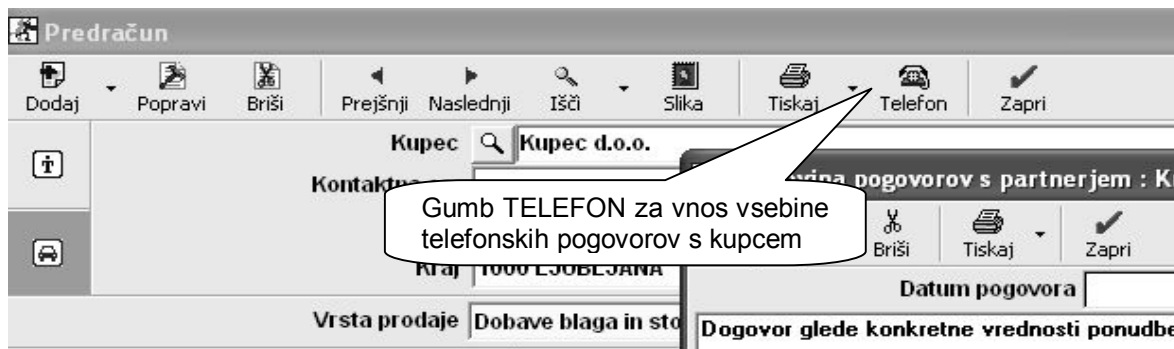 Predračun
Dodaj Popravi Briši Prejšnji Naslednji Išči Slika Tiskaj Telefon Zapri
Kupec Kupec d.o.o.
pogovorov s partnerjem :
Gumb TELEFON za vnos vsebine
telefonskih pogovorov s kupcem
Briši Tiskaj Zapri
Kraj 1000 LJUBLJANA
Datum pogovora
Vrsta prodaje Dobave blaga in
Dogovor glede konkretne vrednosti ponudbe